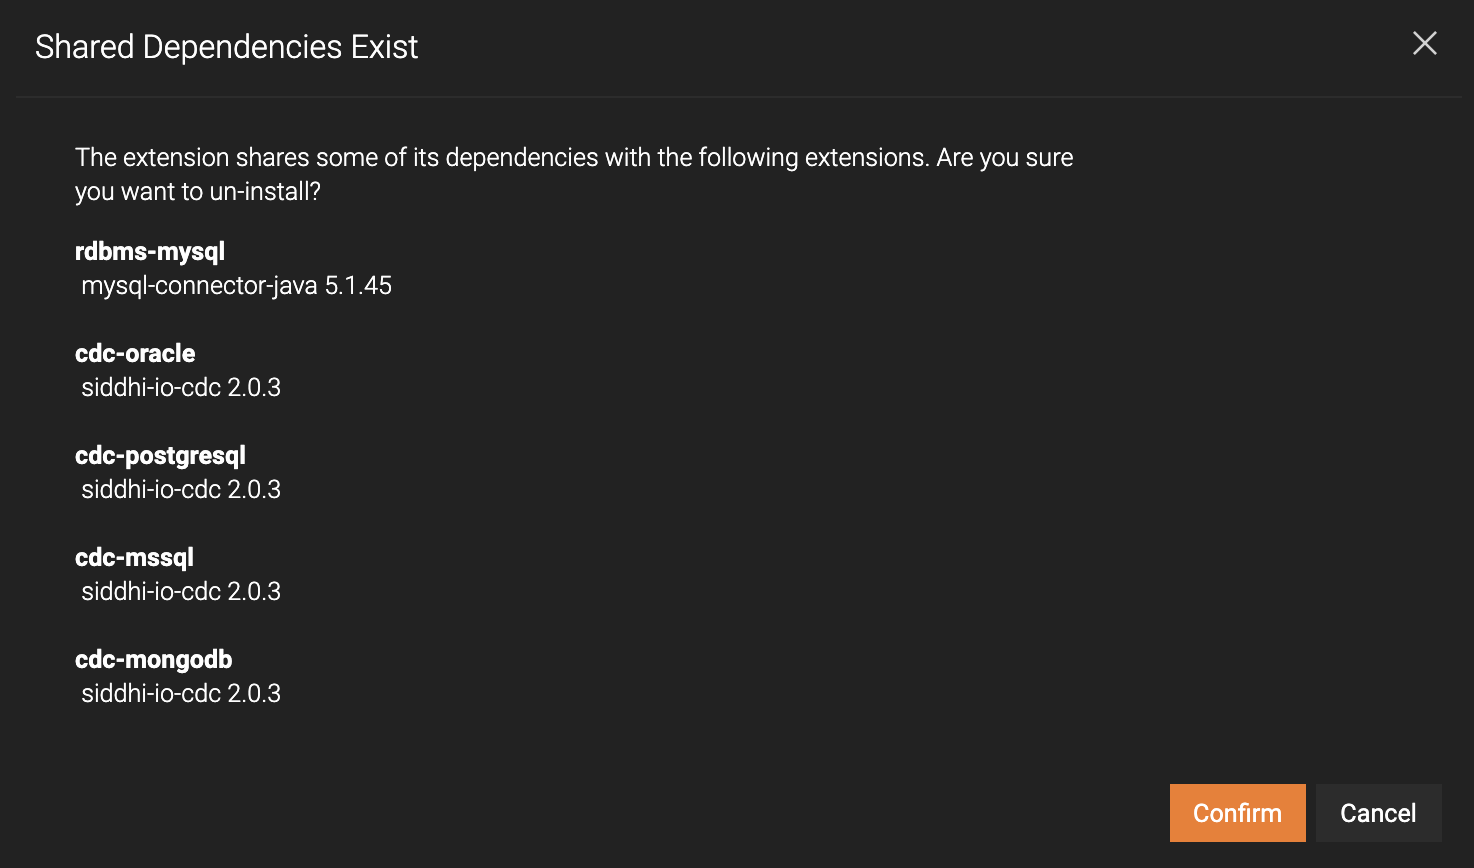 Shared Dependencies Exist
The extension shares some of its dependencies with the following extensions. Are you sure
you want to un-install?
rdbms-mysql
mysql-connector-java 5.1.45
cdc-oracle
siddhi-io-cdc 2.0.3
cdc-postgresql
siddhi-io-cdc 2.0.3
cdc-mssql
siddhi-io-cdc 2.0.3
cdc-mongodb
siddhi-io-cdc 2.0.3
Confirm Cancel